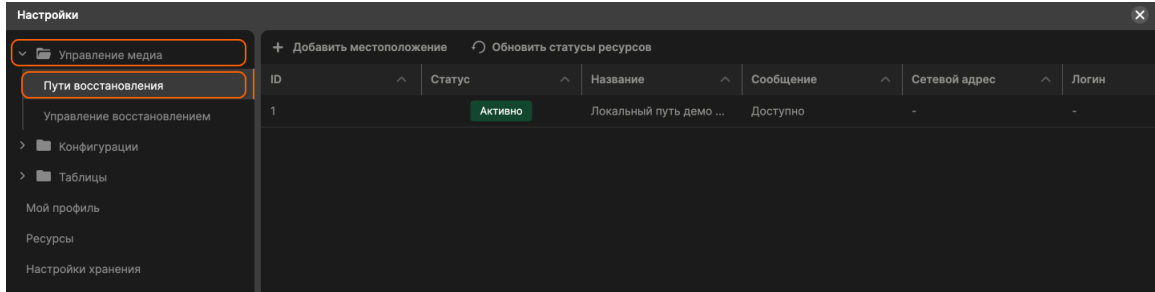 Настройки
Управление медиа
Пути восстановления
Управление восстановлением
Конфигурации
Таблицы
Мой профиль
Ресурсы
Настройки хранения
Добавить местоположение Обновить статусы ресурсов
ID Статус Название Сообщение Сетевой адрес Логин
1 Активно Локальный путь демо ... Доступно - -